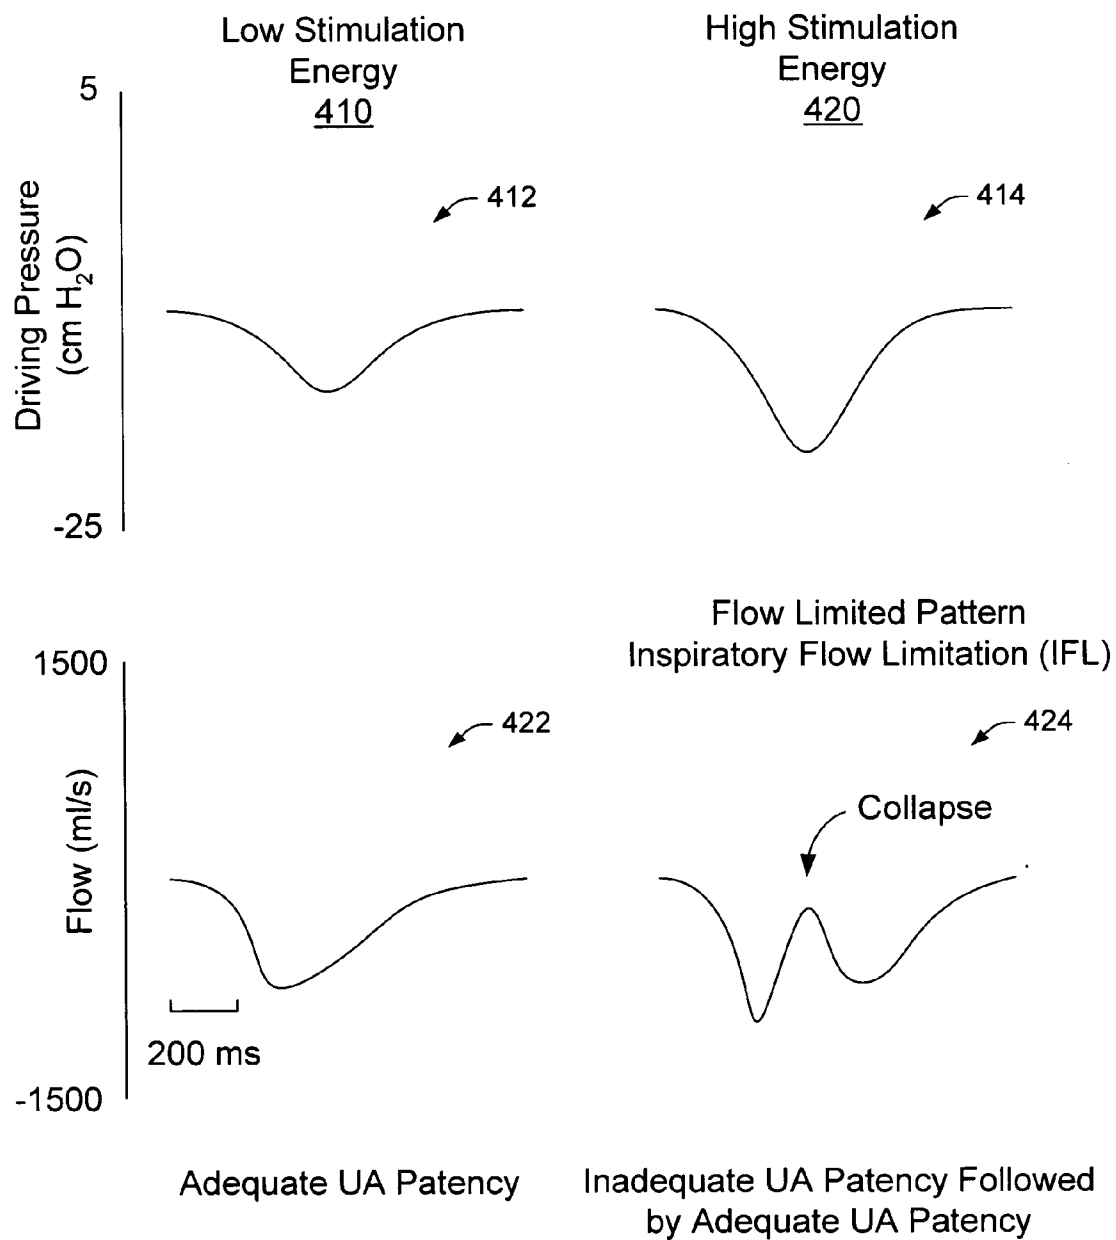 Low Stimulation
Energy
410
High Stimulation
Energy
420
5
412
414
Driving Pressure
(cm H2O)
-25
Flow Limited Pattern
Inspiratory Flow Limitation (IFL)
1500
422
424
Collapse
Flow (ml/s)
200 ms
-1500
Adequate UA Patency
Inadequate UA Patency Followed
by Adequate UA Patency